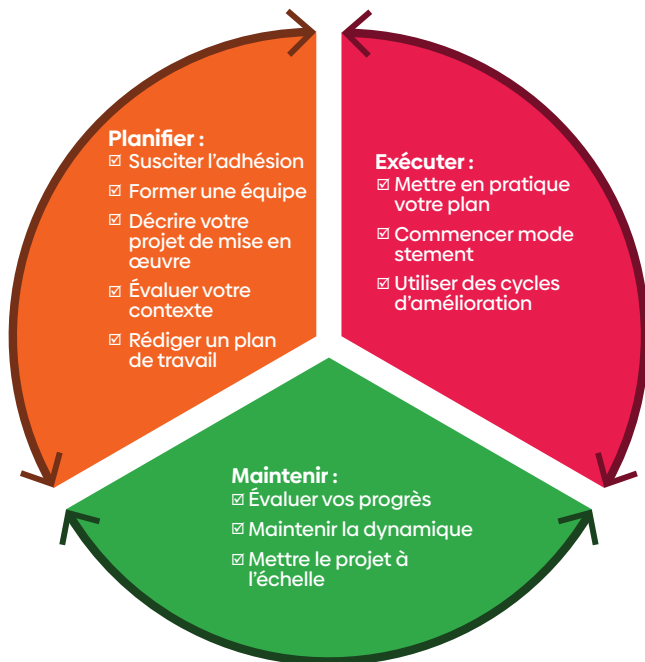 Planifier :
☑ Susciter l'adhésion
☑ Former une équipe
☑ Décrire votre
projet de mise en
œuvre
☑ Évaluer votre
contexte
☑ Rédiger un plan
de travail
Exécuter :
☑ Mettre en pratique
votre plan
☑ Commencer mode
stement
☑ Utiliser des cycles
d'amélioration
Maintenir :
☑ Évaluer vos progrès
☑ Maintenir la dynamique
☑ Mettre le projet à
l'échelle